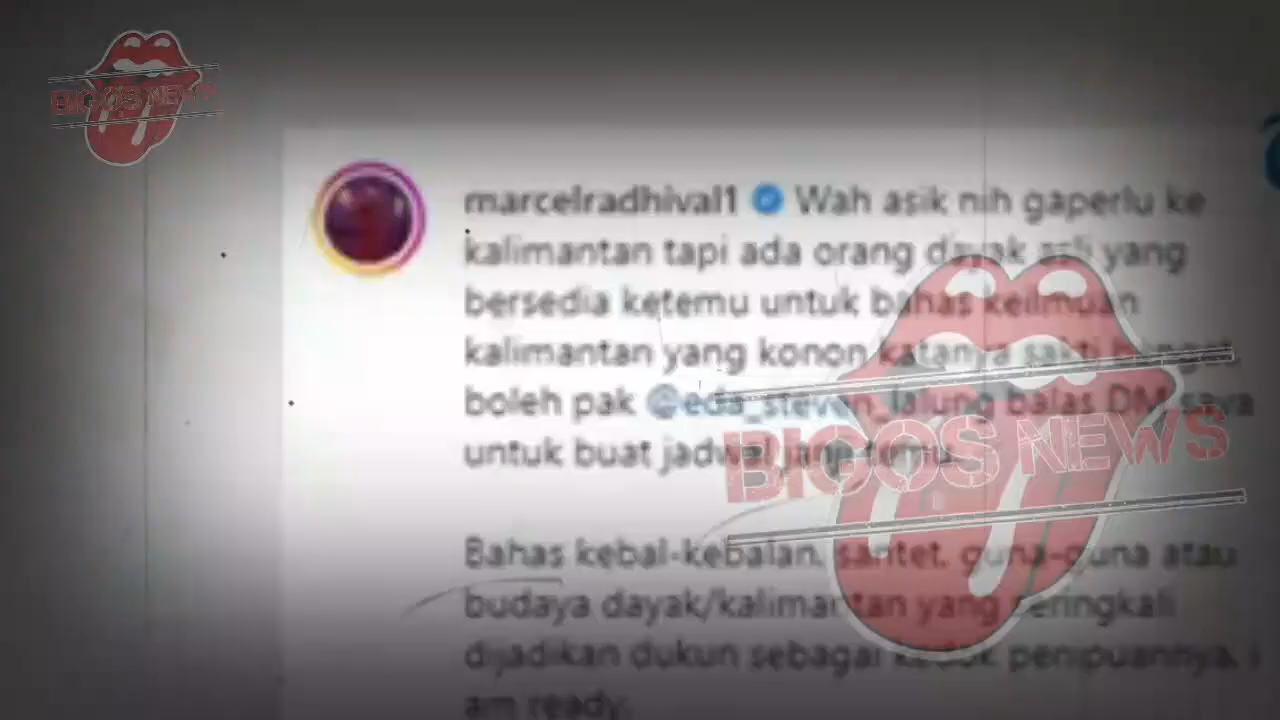 BIGOS NEWS
marcelradhival1 Wah asik nih gaperlu ke
kalimantan tapi ada orang dayak asli yang
bersedia ketemu untuk bahas keilmuan
kalimantan yang konon katanya sakti banget
boleh pak @eda_steven_lalung balas DM saya
untuk buat jadwal janji temu.
BIGOS NEWS
Bahas kebal-kebalan, santet, guna-guna atau
budaya dayak/kalimantan yang seringkali
dijadikan dukun sebagai kedok penipuannya. i
am ready.